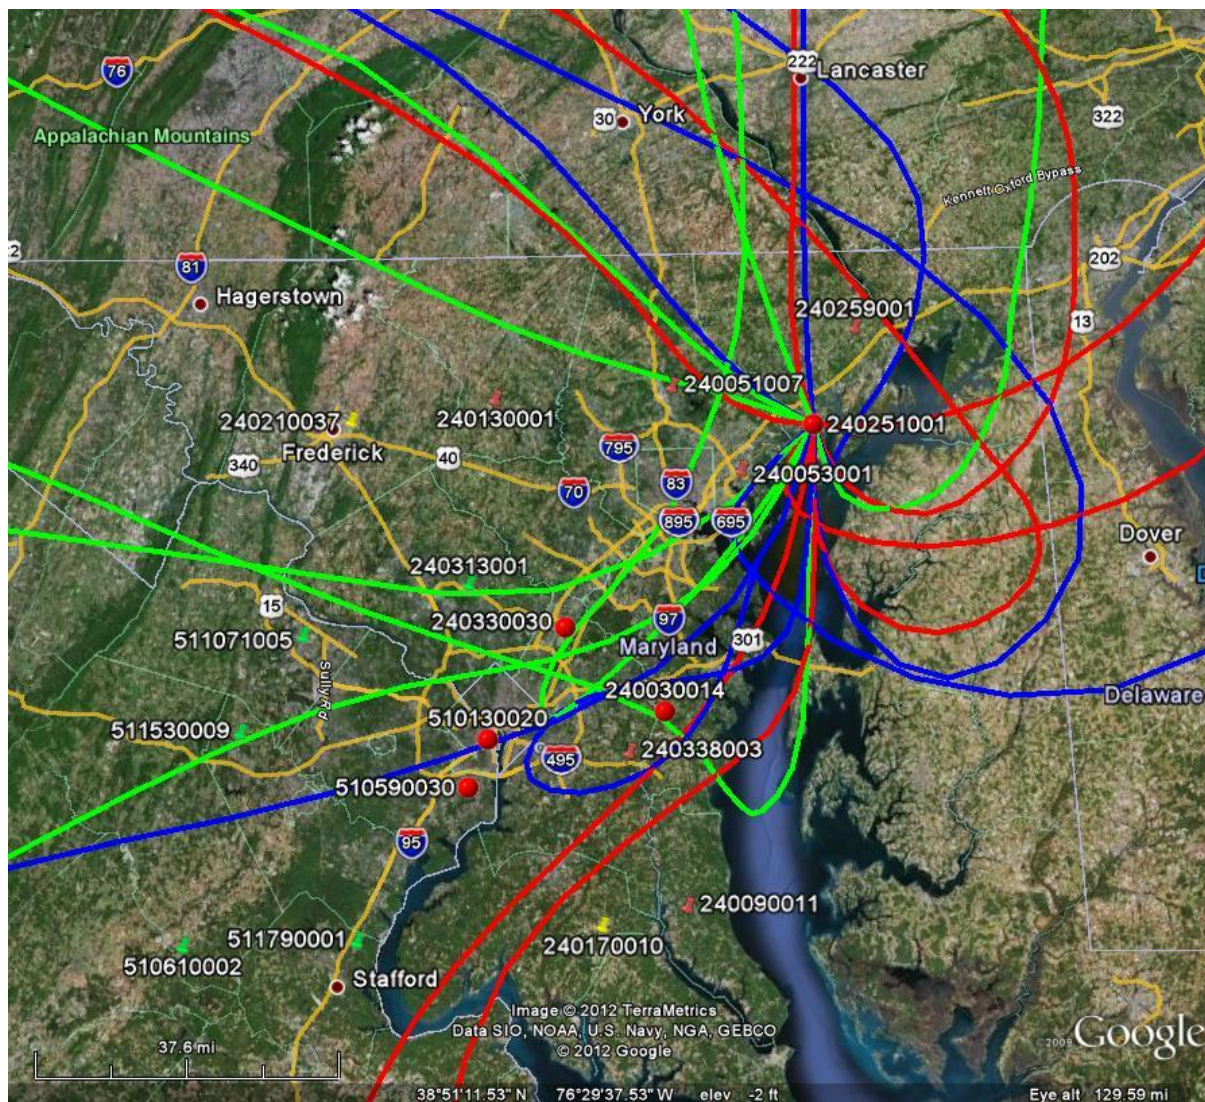 76
222
Lancaster
30
York
322
Appalachian Mountains
Kennett Oxford Bypass
202
81
Hagerstown
240259001
13
240051007
240210037
240130001
240251001
Frederick
795
340
40
83
240053001
70
895
695
Dover
240313001
15
240330030
97
511071005
Maryland
301
Sully Rd
240030014
Delaware
510130020
511530009
240338003
495
510590030
95
240090011
511790001
240170010
510610002
Stafford
Image © 2012 TerraMetrics
Data SIO, NOAA, U.S. Navy, NGA, GEBCO
© 2012 Google
©2009 Google
37.6 mi
38°51'11.53" N 76°29'37.53" W elev -2 ft Eye alt 129.59 mi